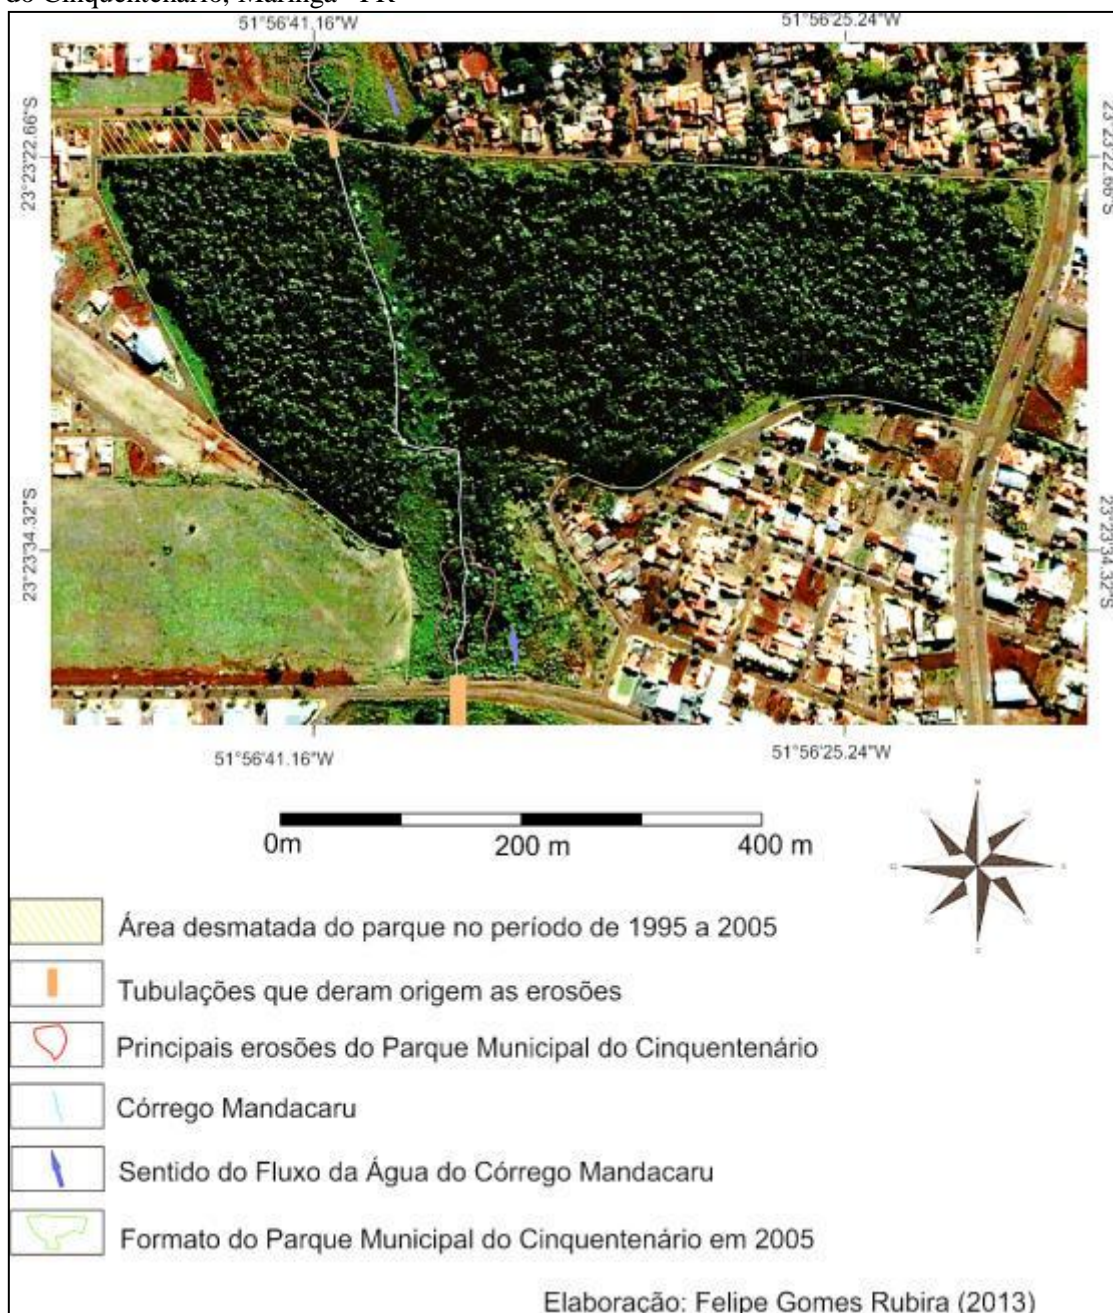 do Cinquentenário, Maringá - PR
51°56'41.16"W
51°56'25.24"W
23°23'22.66"S
23°23'22.66"S
23°23'34.32"S
23°23'34.32"S
51°56'41.16"W
51°56'25.24"W
0m
200 m
400 m
Área desmatada do parque no período de 1995 a 2005
Tubulações que deram origem as erosões
Principais erosões do Parque Municipal do Cinquentenário
Córrego Mandacaru
Sentido do Fluxo da Água do Córrego Mandacaru
Formato do Parque Municipal do Cinquentenário em 2005
Elaboração: Felipe Gomes Rubira (2013)